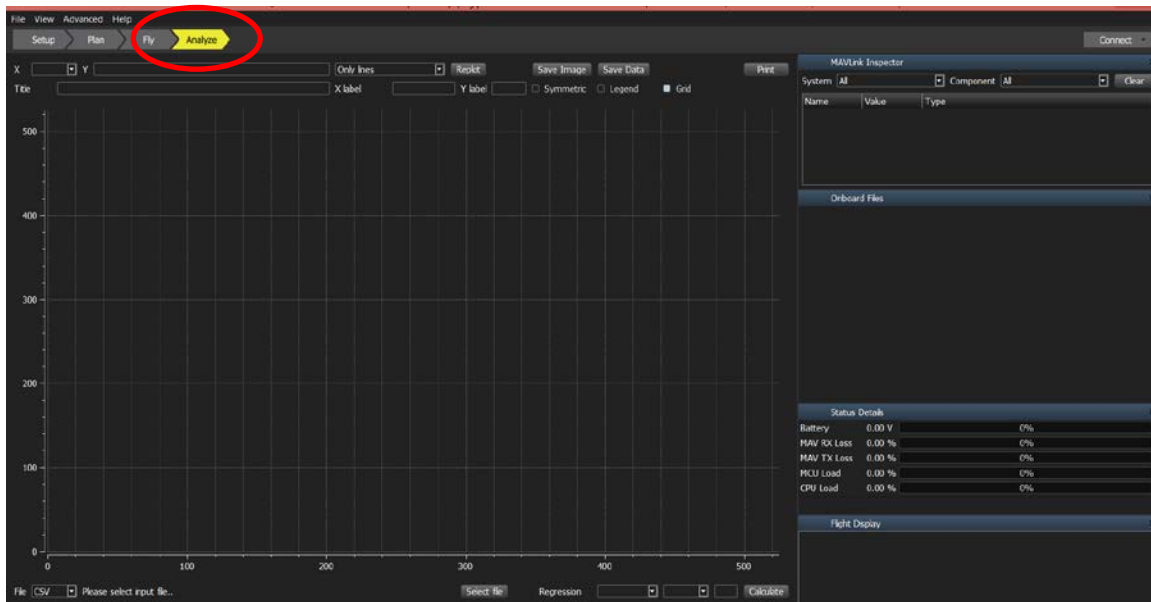 File View Advanced Help
Setup Plan Fly Analyze Connect
X Y Only lines Replot Save Image Save Data Print
Title X label Y label Symmetric Legend Grid
MAVLink Inspector
System All Component All Clear
Name Value Type
Onboard Files
Status Details
Battery 0.00 V 0%
MAV RX Loss 0.00 % 0%
MAV TX Loss 0.00 % 0%
MCU Load 0.00 % 0%
CPU Load 0.00 % 0%
Flight Display
500
400
300
200
100
0
0 100 200 300 400 500
File CSV Please select input file.. Select file Regression Calculate